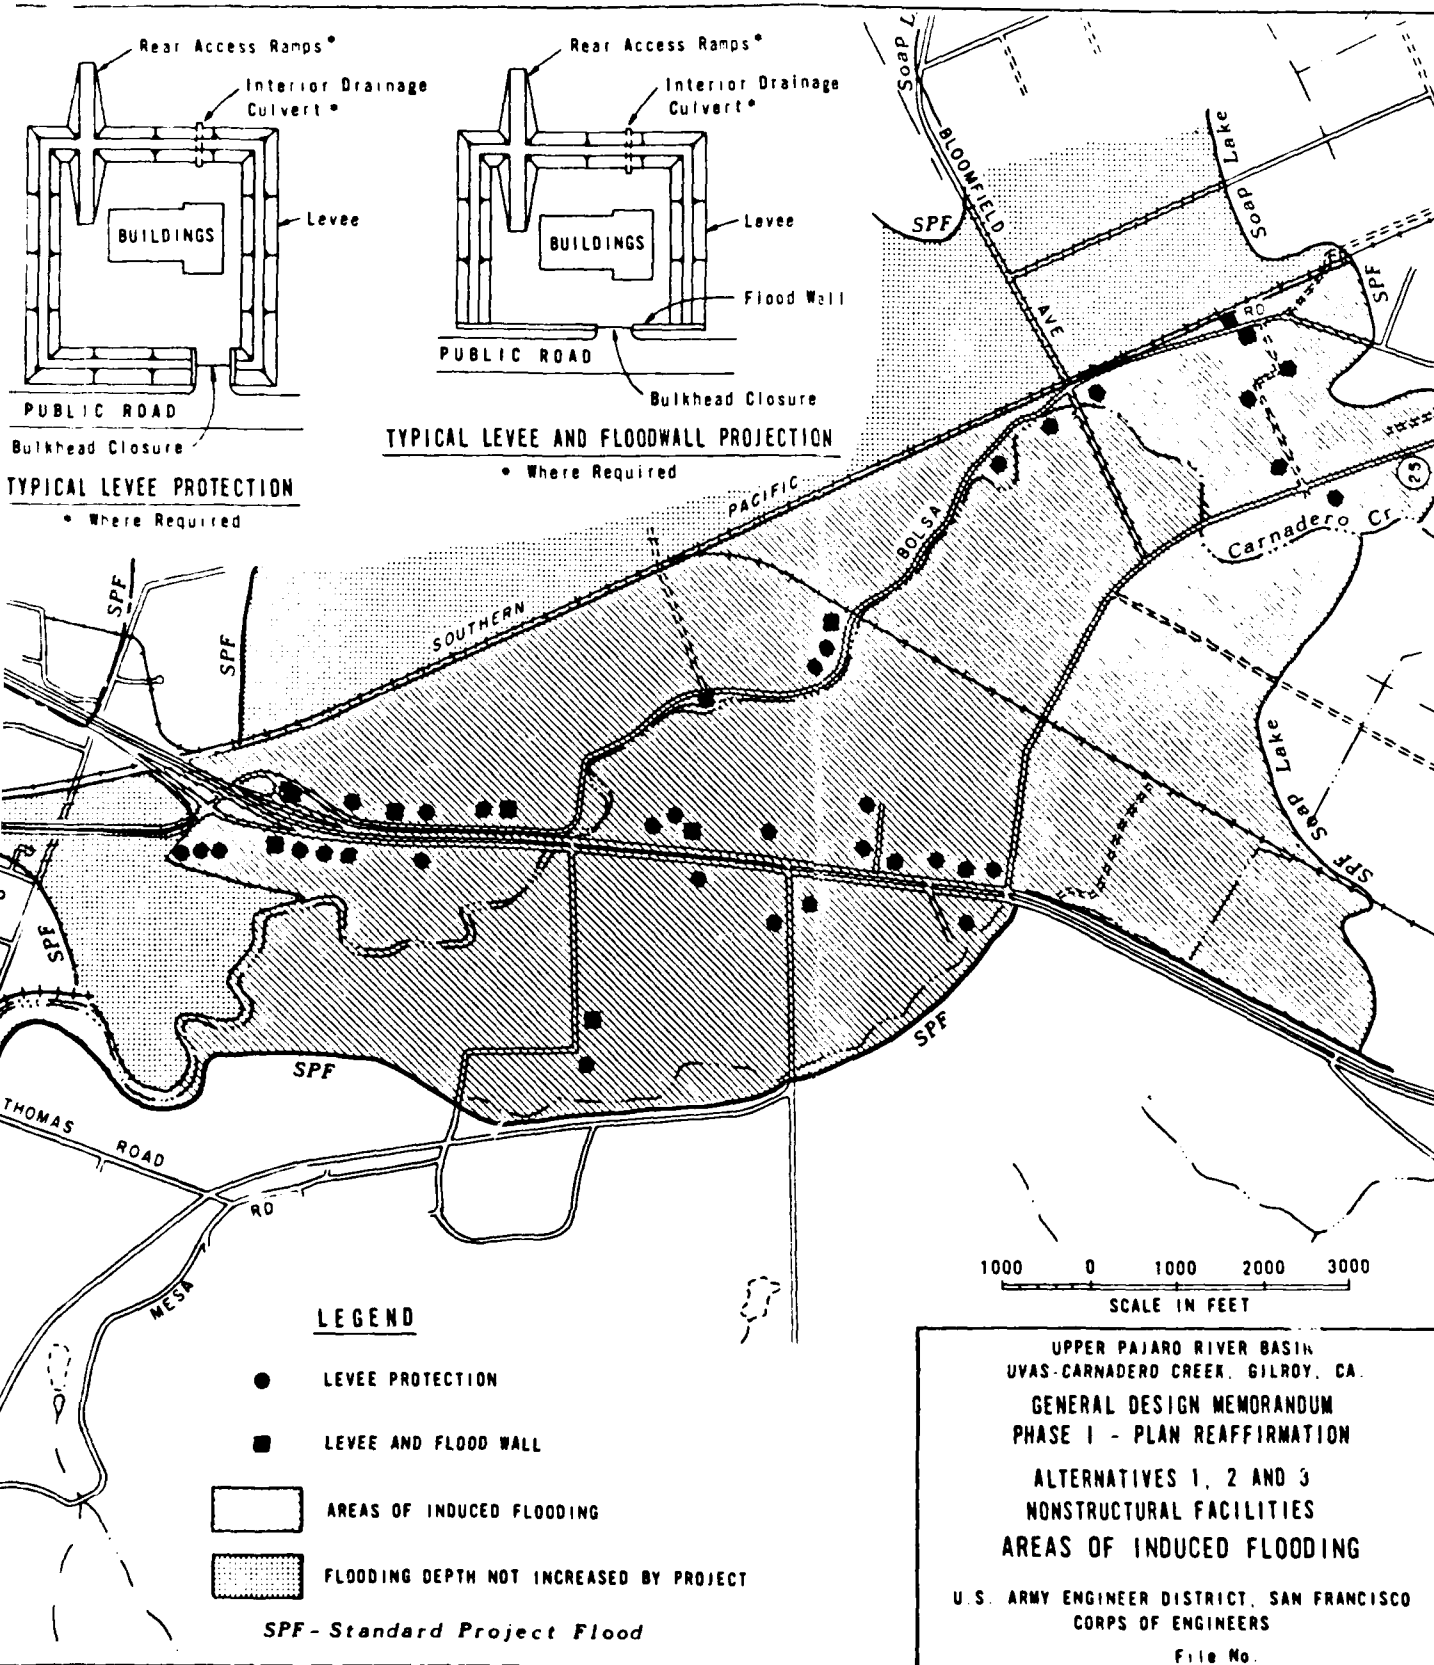 Rear Access Ramps*
Interior Drainage
Culvert *
Levee
BUILDINGS
PUBLIC ROAD
Bulkhead Closure
TYPICAL LEVEE PROTECTION
* Where Required
Rear Access Ramps*
Interior Drainage
Culvert*
Levee
BUILDINGS
Flood Wall
PUBLIC ROAD
Bulkhead Closure
TYPICAL LEVEE AND FLOODWALL PROJECTION
* Where Required
Soap L
BLOOMFIELD
AVE
SPF
Soap Lake
SPF
RD
25
Carnadero Cr
PACIFIC
SOUTHERN
BOLSA
SPF
SPF
Soap Lake
Soap Lake
SPF
SPF
SPF
SPF
THOMAS
ROAD
RD
MESA
1000 0 1000 2000 3000
SCALE IN FEET
LEGEND
LEVEE PROTECTION
LEVEE AND FLOOD WALL
AREAS OF INDUCED FLOODING
FLOODING DEPTH NOT INCREASED BY PROJECT
SPF - Standard Project Flood
UPPER PAJARO RIVER BASIN
UVAS-CARNADERO CREEK, GILROY, CA.
GENERAL DESIGN MEMORANDUM
PHASE I - PLAN REAFFIRMATION
ALTERNATIVES 1, 2 AND 3
NONSTRUCTURAL FACILITIES
AREAS OF INDUCED FLOODING
U.S. ARMY ENGINEER DISTRICT, SAN FRANCISCO
CORPS OF ENGINEERS
File No.